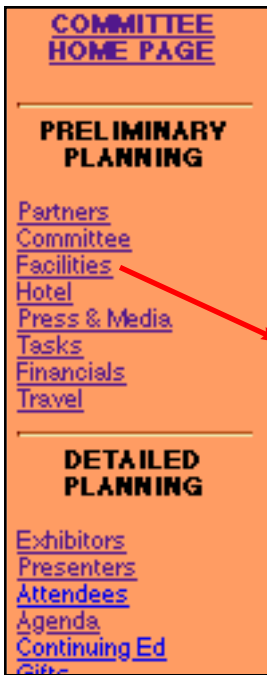 COMMITTEE
HOME PAGE
PRELIMINARY
PLANNING
Partners
Committee
Facilities
Hotel
Press & Media
Tasks
Financials
Travel
DETAILED
PLANNING
Exhibitors
Presenters
Attendees
Agenda
Continuing Ed
Gifts